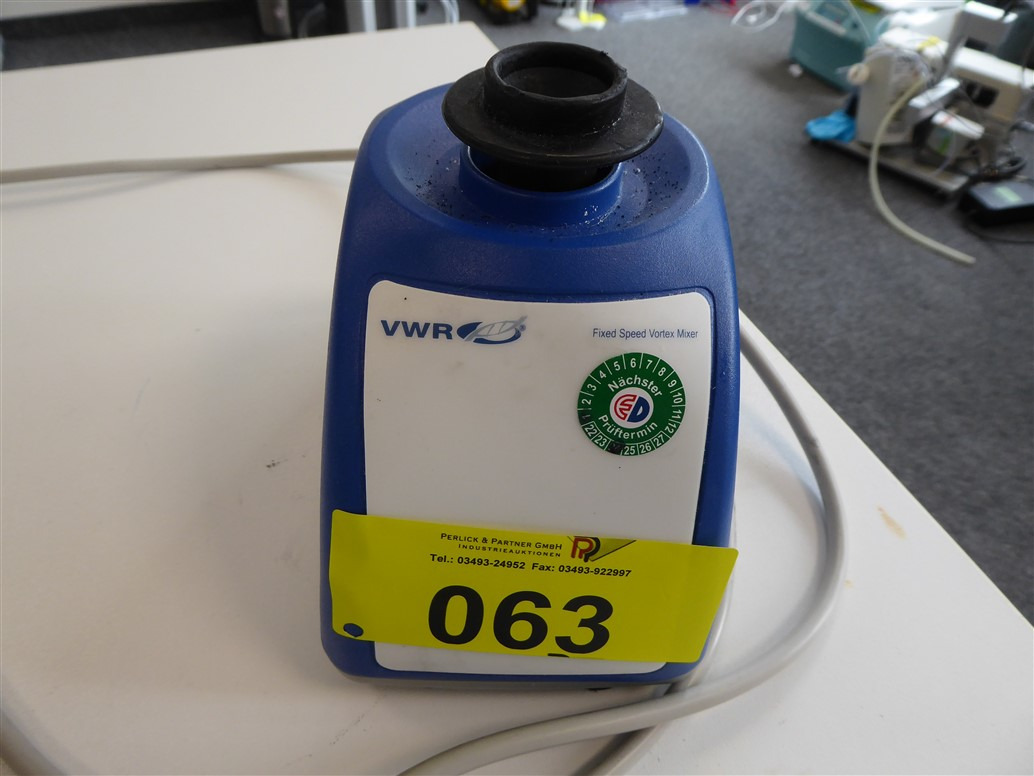 VWR
Fixed Speed Vortex Mixer
1 2 3 4 5 6 7 8 9 10 11 12
Nächster
Prüftermin
22 23 25 26 27
PERLICK & PARTNER GMBH
INDUSTRIEAUKTIONEN
Tel.: 03493-24952 Fax: 03493-922997
063